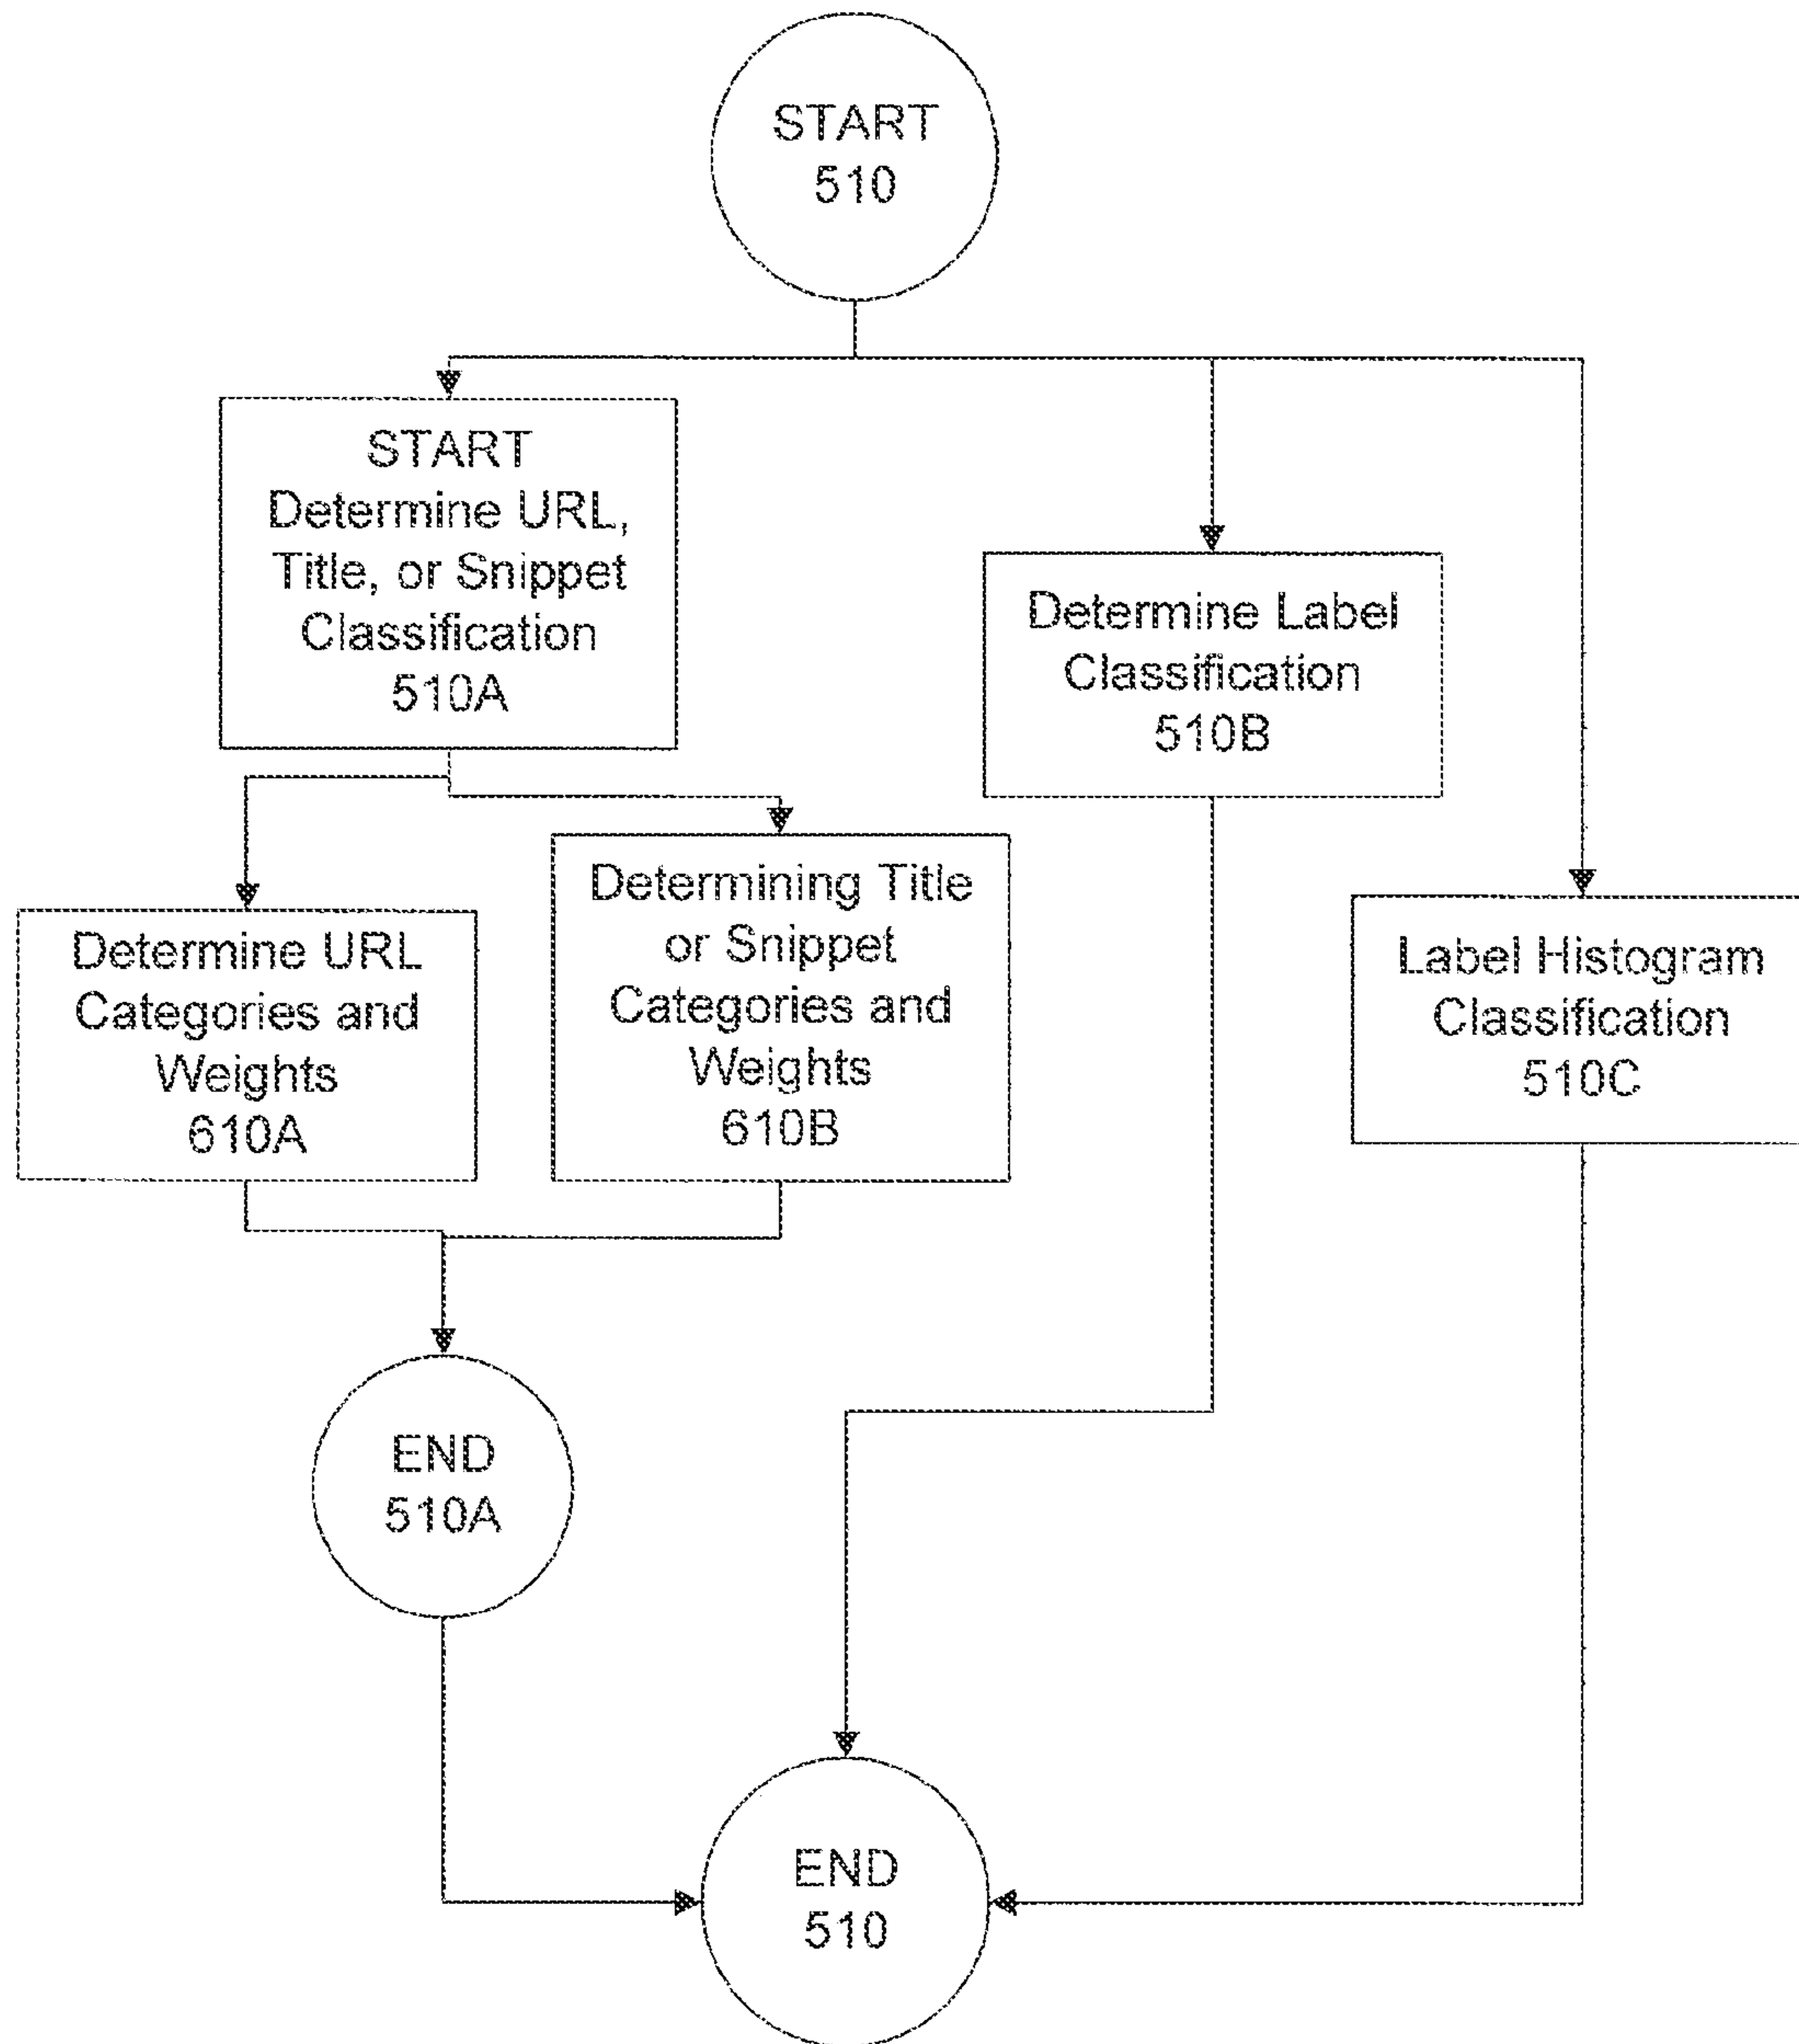 START
510
START
Determine URL,
Title, or Snippet
Classification
510A
Determine Label
Classification
510B
Determine URL
Categories and
Weights
610A
Determining Title
or Snippet
Categories and
Weights
610B
Label Histogram
Classification
510C
END
510A
END
510